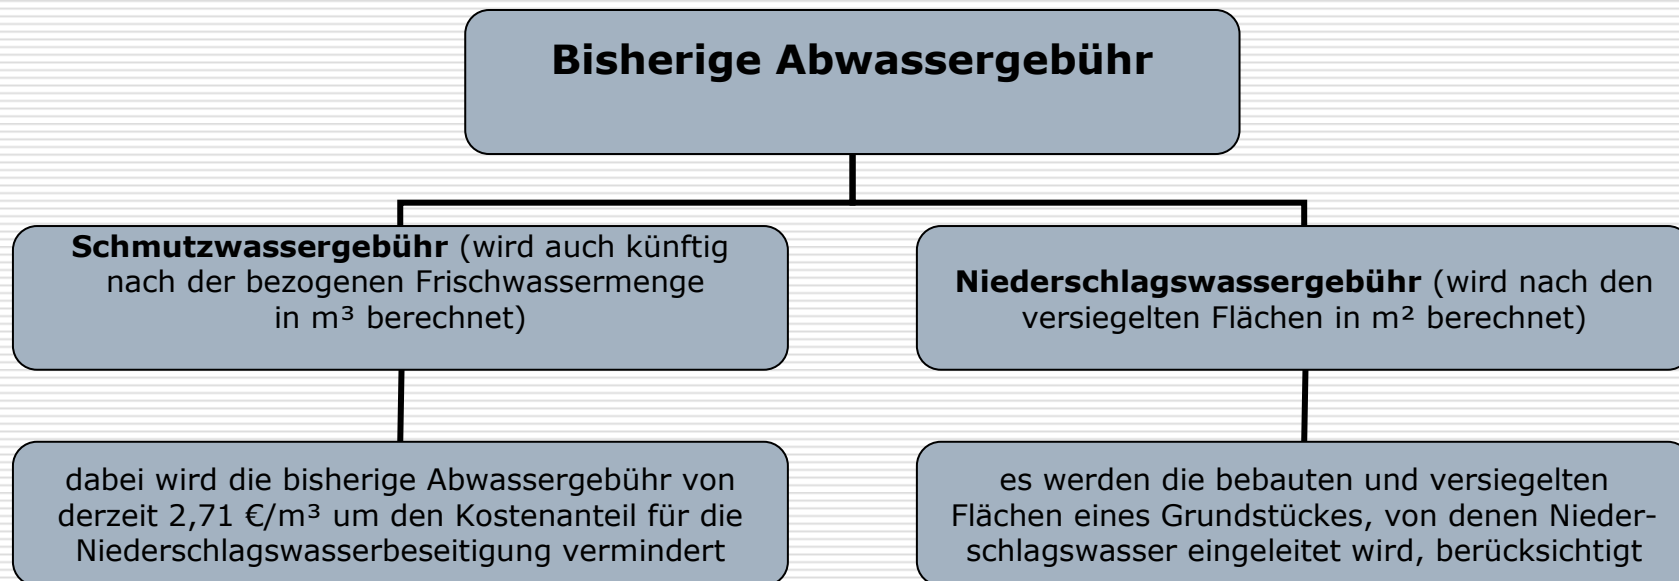 Bisherige Abwassergebühr
Schmutzwassergebühr (wird auch künftig
nach der bezogenen Frischwassermenge
in m³ berechnet)
Niederschlagswassergebühr (wird nach den
versiegelten Flächen in m² berechnet)
dabei wird die bisherige Abwassergebühr von
derzeit 2,71 €/m³ um den Kostenanteil für die
Niederschlagswasserbeseitigung vermindert
es werden die bebauten und versiegelten
Flächen eines Grundstückes, von denen Nieder-
schlagswasser eingeleitet wird, berücksichtigt